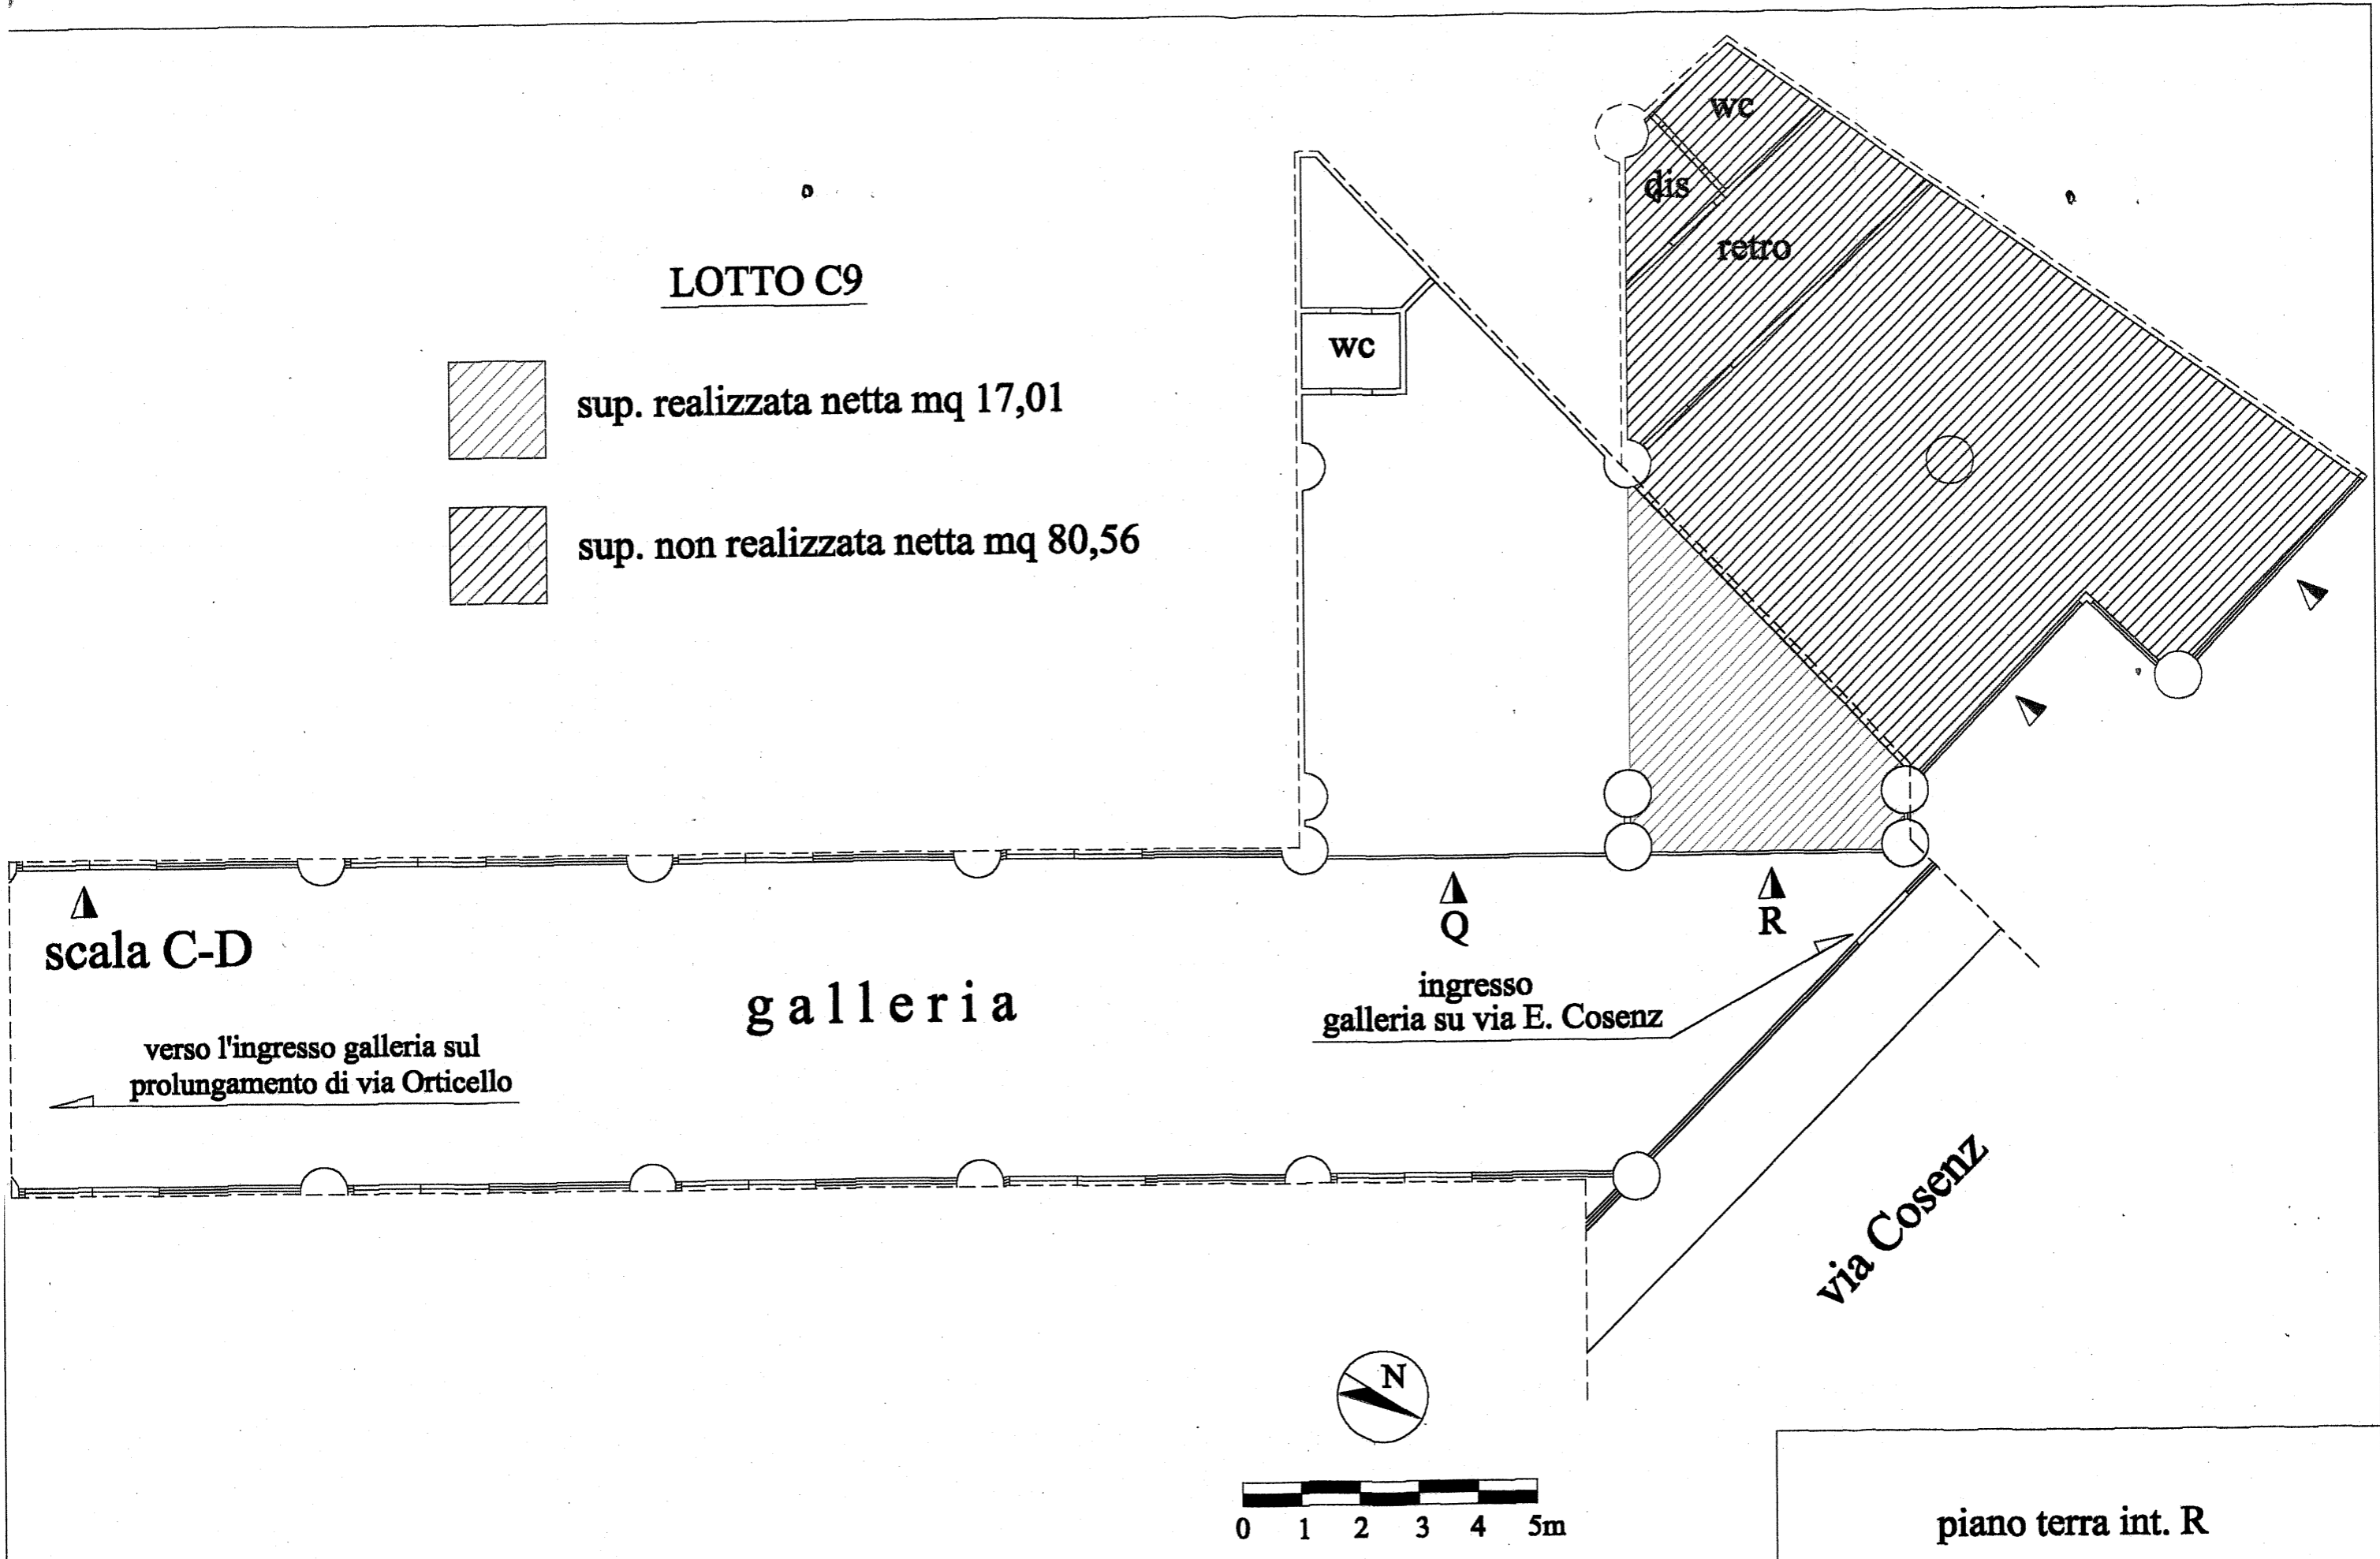 wc
dis
retro
LOTTO C9
wc
sup. realizzata netta mq 17,01
sup. non realizzata netta mq 80,56
Q
R
scala C-D
galleria
ingresso
galleria su via E. Cosenz
verso l'ingresso galleria sul
prolungamento di via Orticello
via Cosenz
N
0 1 2 3 4 5m
piano terra int. R